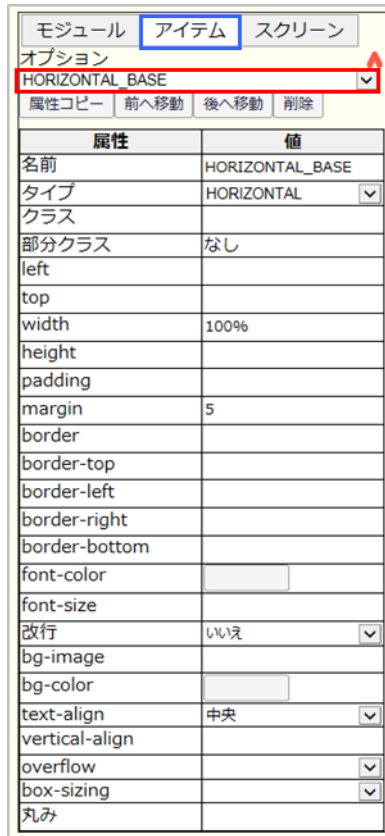 モジュール アイテム スクリーン
オプション
HORIZONTAL_BASE
属性コピー 前へ移動 後へ移動 削除
属性 値
名前 HORIZONTAL_BASE
タイプ HORIZONTAL
クラス
部分クラス なし
left
top
width 100%
height
padding
margin 5
border
border-top
border-left
border-right
border-bottom
font-color
font-size
改行 いいえ
bg-image
bg-color
text-align 中央
vertical-align
overflow
box-sizing
丸み